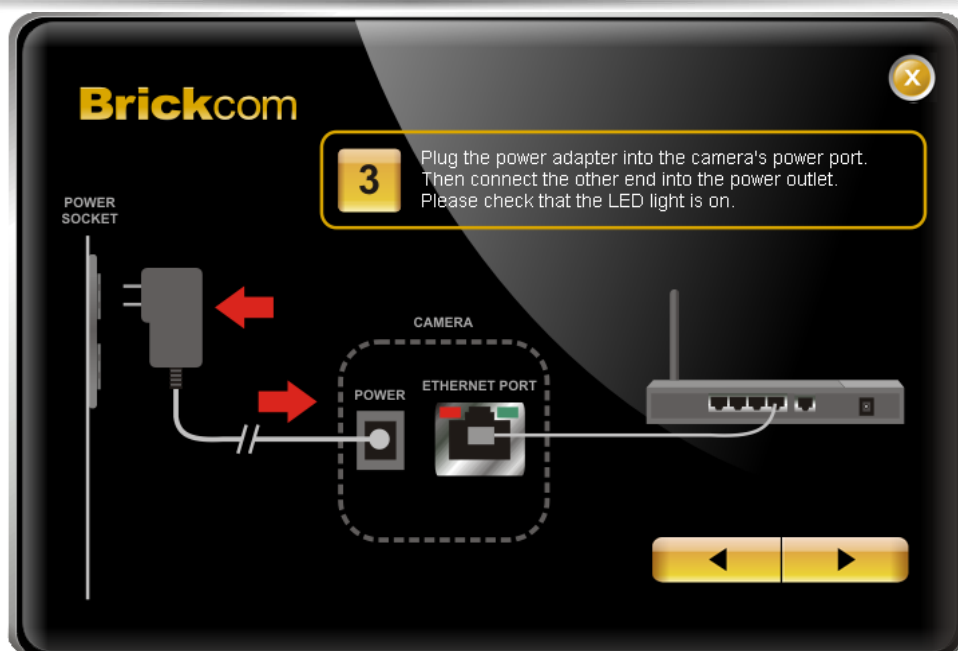 Brickcom
X
3
Plug the power adapter into the camera's power port.
Then connect the other end into the power outlet.
Please check that the LED light is on.
POWER
SOCKET
CAMERA
POWER
ETHERNET PORT